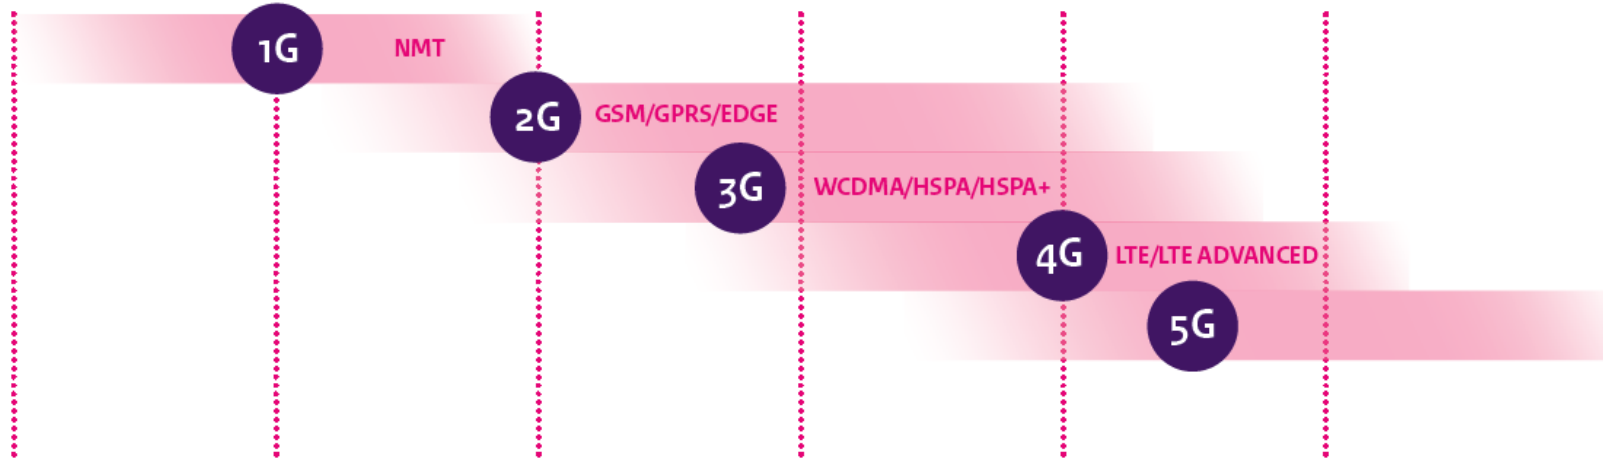 1G NMT
2G GSM/GPRS/EDGE
3G WCDMA/HSPA/HSPA+
4G LTE/LTE ADVANCED
5G